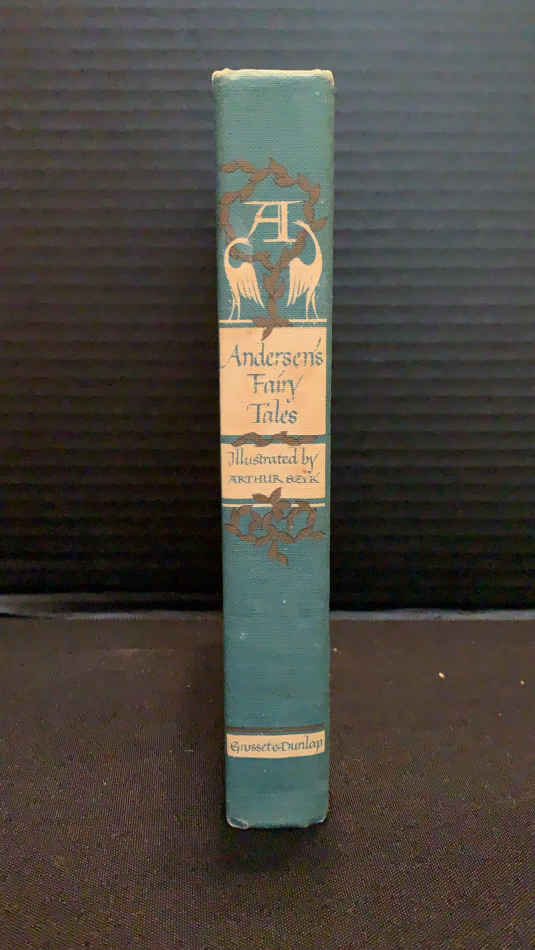 A
Andersen's
Fairy
Tales
Illustrated by
ARTHUR SZYK
Grosset & Dunlap